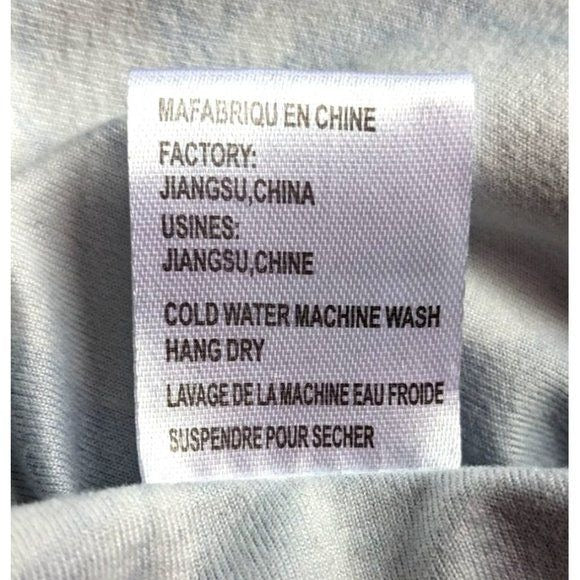 MAFABRIQU EN CHINE
FACTORY:
JIANGSU,CHINA
USINES:
JIANGSU,CHINE
COLD WATER MACHINE WASH
HANG DRY
LAVAGE DE LA MACHINE EAU FROIDE
SUSPENDRE POUR SECHER